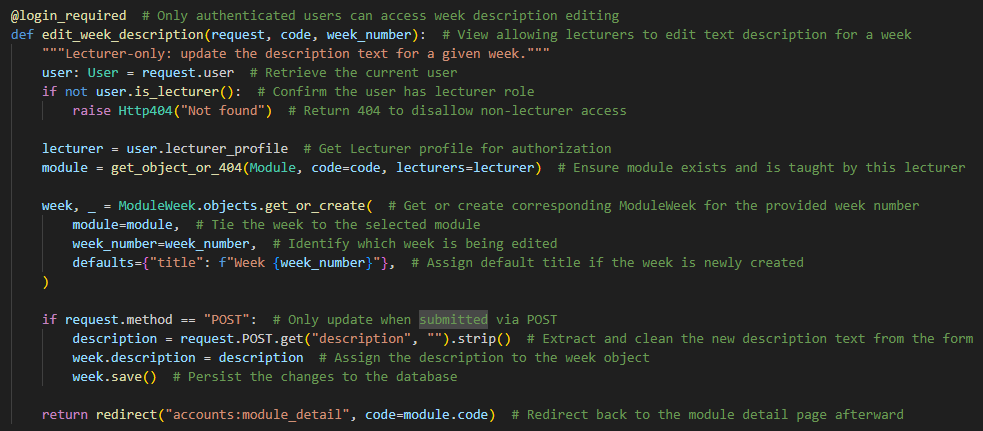 @login_required  # Only authenticated users can access week description editing
def edit_week_description(request, code, week_number):  # View allowing lecturers to edit text description for a week
    """Lecturer-only: update the description text for a given week."""
    user: User = request.user  # Retrieve the current user
    if not user.is_lecturer():  # Confirm the user has lecturer role
        raise Http404("Not found")  # Return 404 to disallow non-lecturer access

    lecturer = user.lecturer_profile  # Get Lecturer profile for authorization
    module = get_object_or_404(Module, code=code, lecturers=lecturer)  # Ensure module exists and is taught by this lecturer

    week, _ = ModuleWeek.objects.get_or_create(  # Get or create corresponding ModuleWeek for the provided week number
        module=module,  # Tie the week to the selected module
        week_number=week_number,  # Identify which week is being edited
        defaults={"title": f"Week {week_number}"},  # Assign default title if the week is newly created
    )

    if request.method == "POST":  # Only update when submitted via POST
        description = request.POST.get("description", "").strip()  # Extract and clean the new description text from the form
        week.description = description  # Assign the description to the week object
        week.save()  # Persist the changes to the database

    return redirect("accounts:module_detail", code=module.code)  # Redirect back to the module detail page afterward